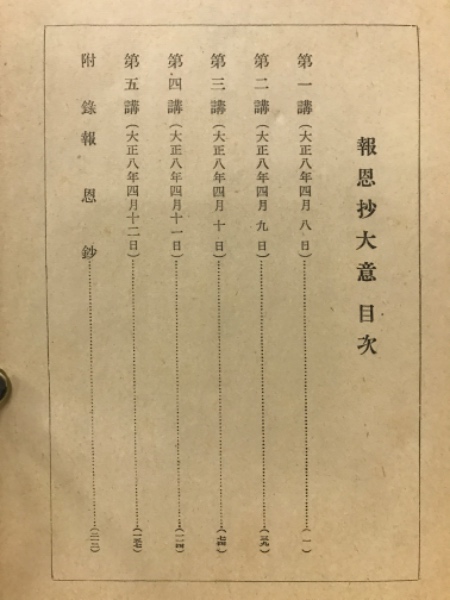 報恩抄大意 目次
第一講(大正八年四月八日)……(一)
第二講(大正八年四月九日)……
第三講(大正八年四月十日)……
第四講(大正八年四月十一日)……
第五講(大正八年四月十二日)……
附錄報恩鈔……